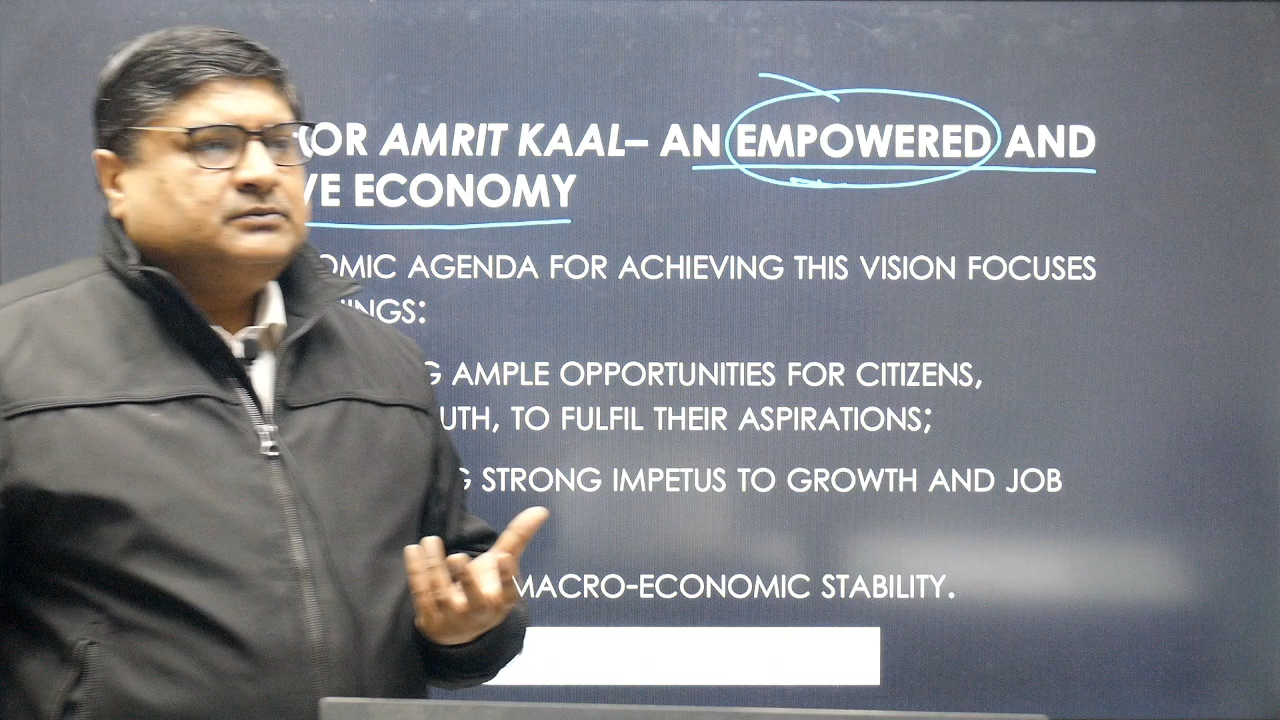 OR AMRIT KAAL– AN EMPOWERED AND
VE ECONOMY
OMIC AGENDA FOR ACHIEVING THIS VISION FOCUSES
INGS:
G AMPLE OPPORTUNITIES FOR CITIZENS,
UTH, TO FULFIL THEIR ASPIRATIONS;
G STRONG IMPETUS TO GROWTH AND JOB
MACRO-ECONOMIC STABILITY.